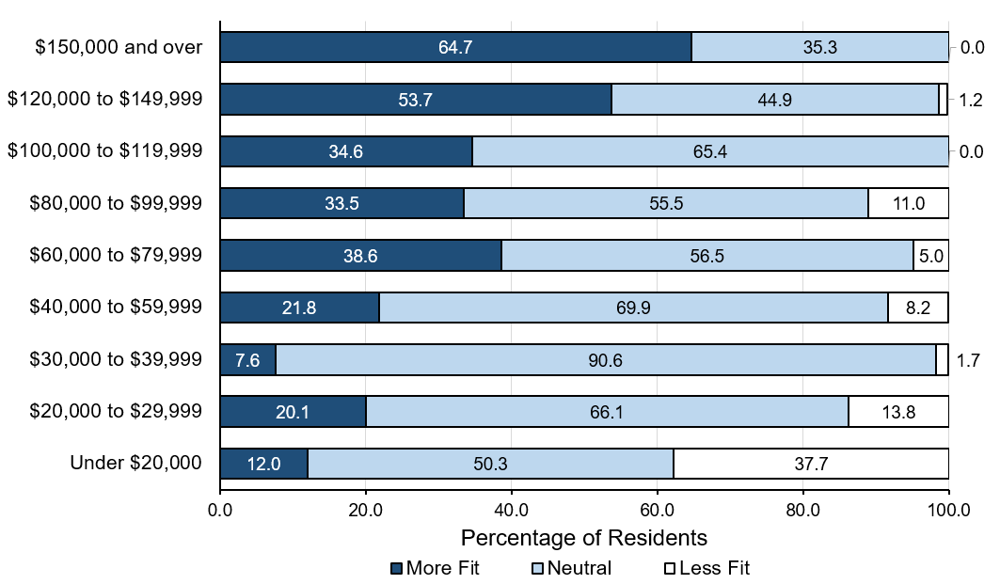 $150,000 and over 64.7 35.3 0.0
$120,000 to $149,999 53.7 44.9 1.2
$100,000 to $119,999 34.6 65.4 0.0
$80,000 to $99,999 33.5 55.5 11.0
$60,000 to $79,999 38.6 56.5 5.0
$40,000 to $59,999 21.8 69.9 8.2
$30,000 to $39,999 7.6 90.6 1.7
$20,000 to $29,999 20.1 66.1 13.8
Under $20,000 12.0 50.3 37.7
0.0 20.0 40.0 60.0 80.0 100.0
Percentage of Residents
More Fit Neutral Less Fit